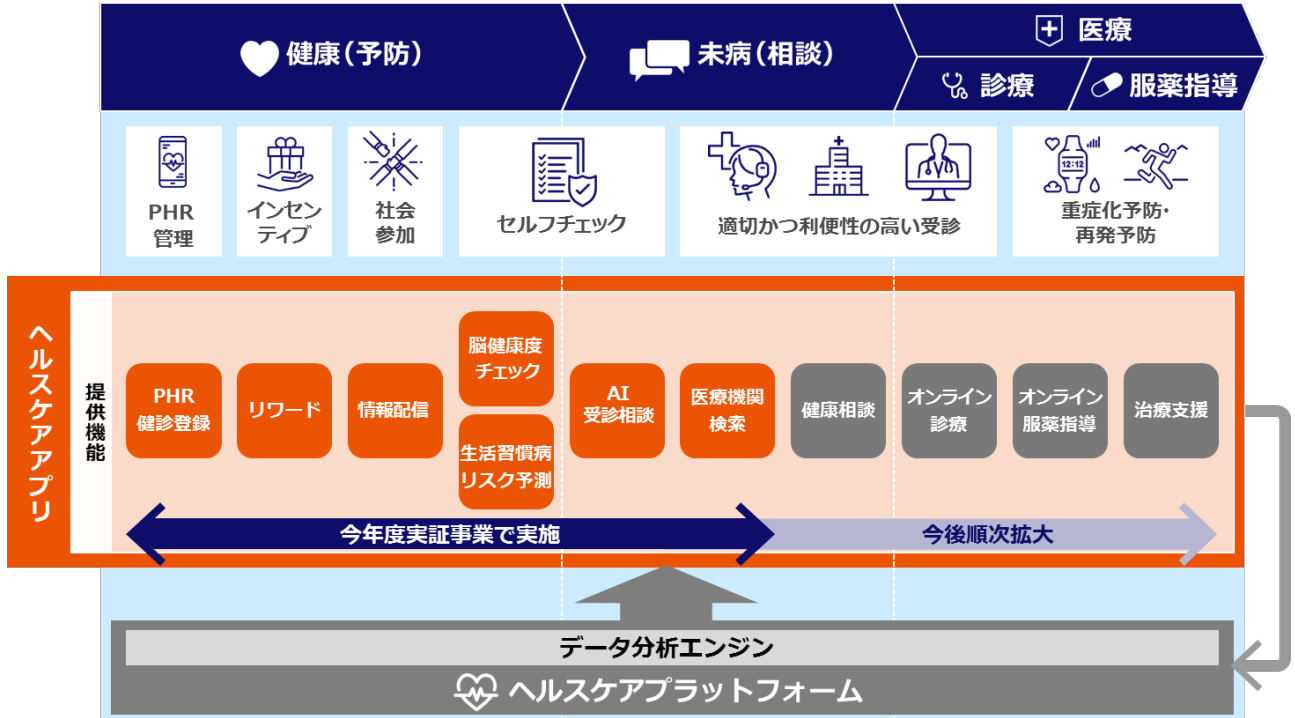 健康(予防)
未病(相談)
医療
診療
服薬指導
PHR
管理
インセン
ティブ
社会
参加
セルフチェック
適切かつ利便性の高い受診
12:12
重症化予防・
再発予防
ヘルスケアアプリ
提供機能
PHR
健診登録
リワード
情報配信
脳健康度
チェック
生活習慣病
リスク予測
AI
受診相談
医療機関
検索
健康相談
オンライン
診療
オンライン
服薬指導
治療支援
今年度実証事業で実施
今後順次拡大
データ分析エンジン
ヘルスケアプラットフォーム